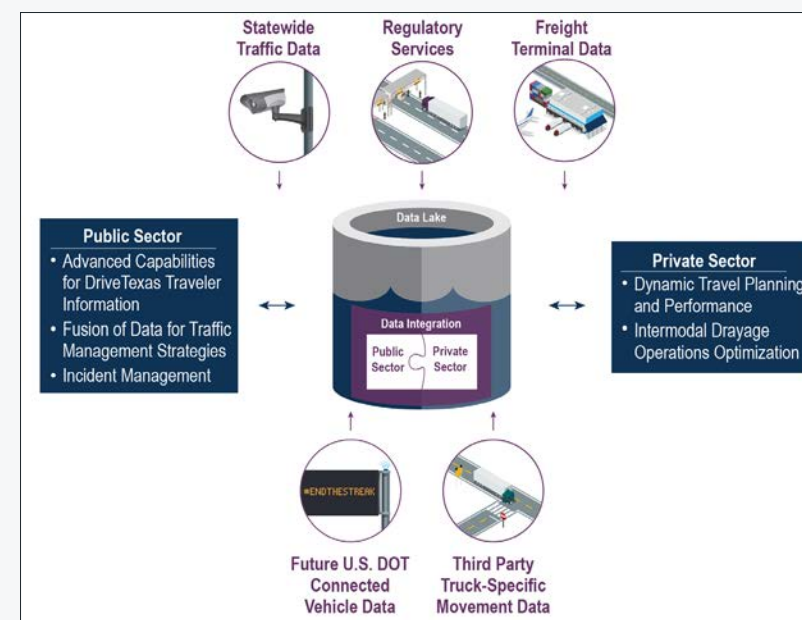 Statewide
Traffic Data
Regulatory
Services
Freight
Terminal Data
Data Lake
Public Sector
• Advanced Capabilities
for DriveTexas Traveler
Information
• Fusion of Data for Traffic
Management Strategies
• Incident Management
Data Integration
Public
Sector
Private
Sector
Private Sector
• Dynamic Travel Planning
and Performance
• Intermodal Drayage
Operations Optimization
#ENDTHESTREAK
Future U.S. DOT
Connected
Vehicle Data
Third Party
Truck-Specific
Movement Data